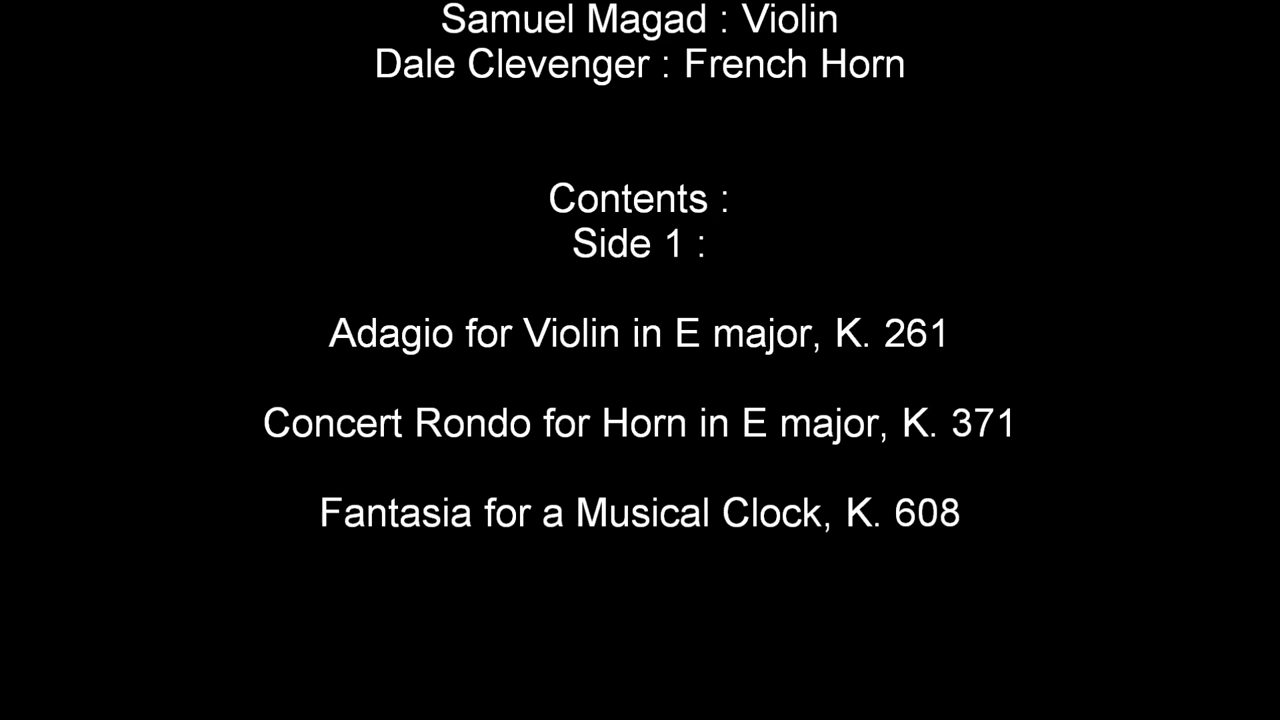 Samuel Magad : Violin
Dale Clevenger : French Horn
Contents :
Side 1 :
Adagio for Violin in E major, K. 261
Concert Rondo for Horn in E major, K. 371
Fantasia for a Musical Clock, K. 608